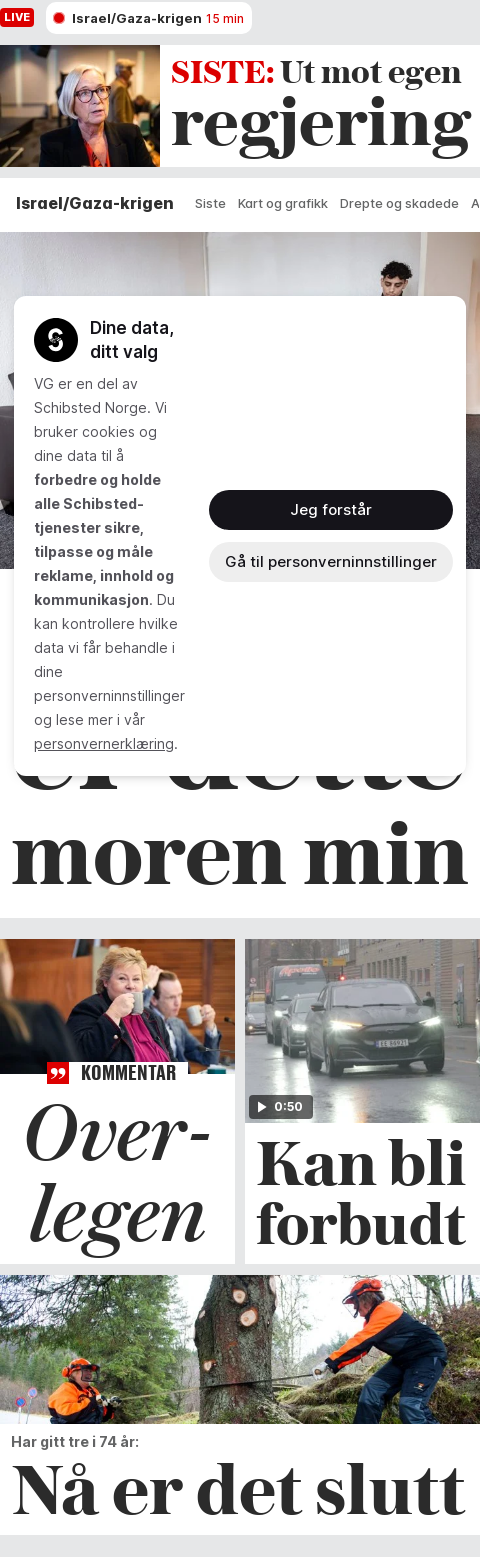 LIVE
Israel/Gaza-krigen 15 min
SISTE: Ut mot egen
regjering
Israel/Gaza-krigen Siste Kart og grafikk Drepte og skadede A
Dine data,
ditt valg
VG er en del av
Schibsted Norge. Vi
bruker cookies og
dine data til å
forbedre og holde
alle Schibsted-
tjenester sikre,
tilpasse og måle
reklame, innhold og
kommunikasjon. Du
kan kontrollere hvilke
data vi får behandle i
dine
personverninnstillinger
og lese mer i vår
personvernerklæring.
Jeg forstår
Gå til personverninnstillinger
er dette
moren min
KOMMENTAR
Over-
legen
0:50
Kan bli
forbudt
Har gitt tre i 74 år:
Nå er det slutt